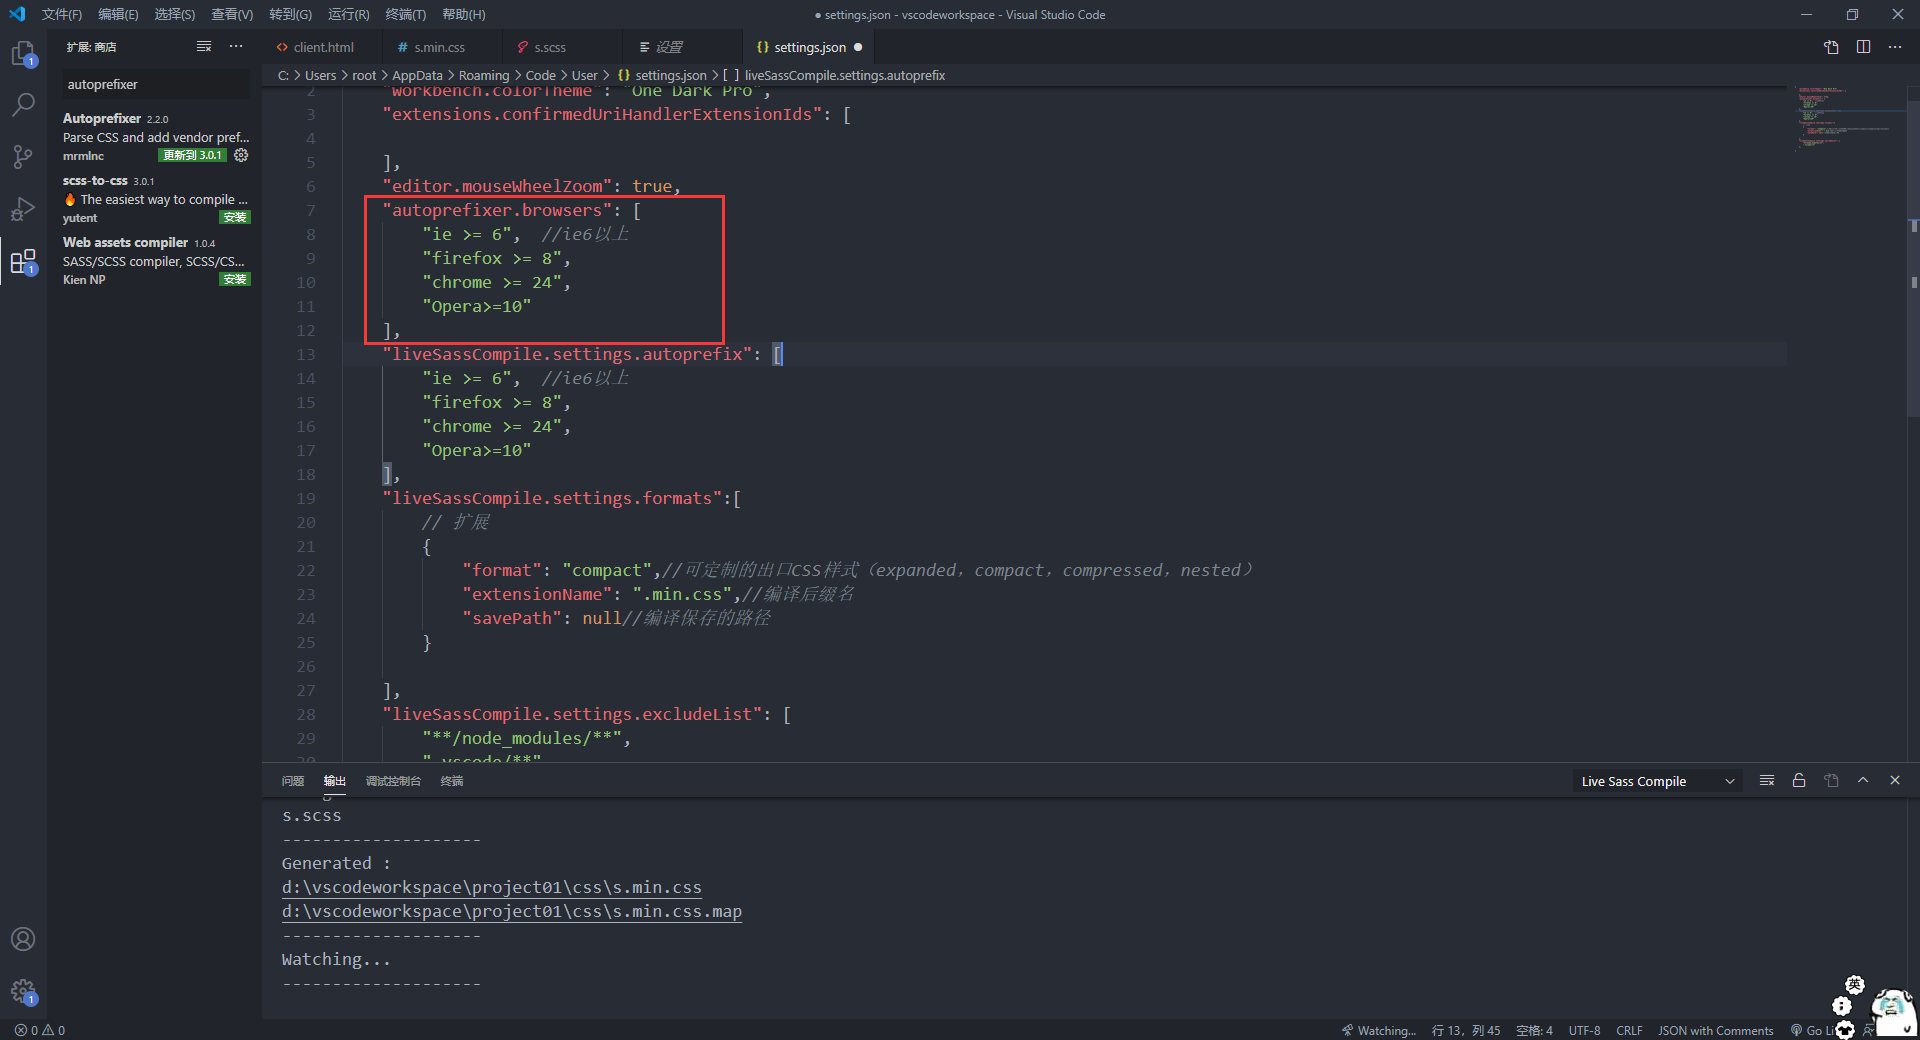 文件(F) 编辑(E) 选择(S) 查看(V) 转到(G) 运行(R) 终端(T) 帮助(H)
● settings.json - vscodeworkspace - Visual Studio Code
扩展: 商店
client.html
# s.min.css
s.scss
设置
{} settings.json ●
C: > Users > root > AppData > Roaming > Code > User > {} settings.json > [ ] liveSassCompile.settings.autoprefix
autoprefixer
Autoprefixer 2.2.0
Parse CSS and add vendor pref...
mrmlnc 更新到 3.0.1
scss-to-css 3.0.1
🔥 The easiest way to compile ...
yutent 安装
Web assets compiler 1.0.4
SASS/SCSS compiler, SCSS/CS...
Kien NP 安装
1
1
1
2 "workbench.colorTheme": "One Dark Pro",
3 "extensions.confirmedUriHandlerExtensionIds": [
4
5 ],
6 "editor.mouseWheelZoom": true,
7 "autoprefixer.browsers": [
8 "ie >= 6", //ie6以上
9 "firefox >= 8",
10 "chrome >= 24",
11 "Opera>=10"
12 ],
13 "liveSassCompile.settings.autoprefix": [
14 "ie >= 6", //ie6以上
15 "firefox >= 8",
16 "chrome >= 24",
17 "Opera>=10"
18 ],
19 "liveSassCompile.settings.formats":[
20 // 扩展
21 {
22 "format": "compact",//可定制的出口CSS样式（expanded，compact，compressed，nested）
23 "extensionName": ".min.css",//编译后缀名
24 "savePath": null//编译保存的路径
25 }
26
27 ],
28 "liveSassCompile.settings.excludeList": [
29 "**/node_modules/**",
30 ".vscode/**"
问题 输出 调试控制台 终端
Live Sass Compile
s.scss
--------------------
Generated :
d:\vscodeworkspace\project01\css\s.min.css
d:\vscodeworkspace\project01\css\s.min.css.map
--------------------
Watching...
--------------------
英
0 0
Watching... 行 13，列 45 空格: 4 UTF-8 CRLF JSON with Comments Go Li